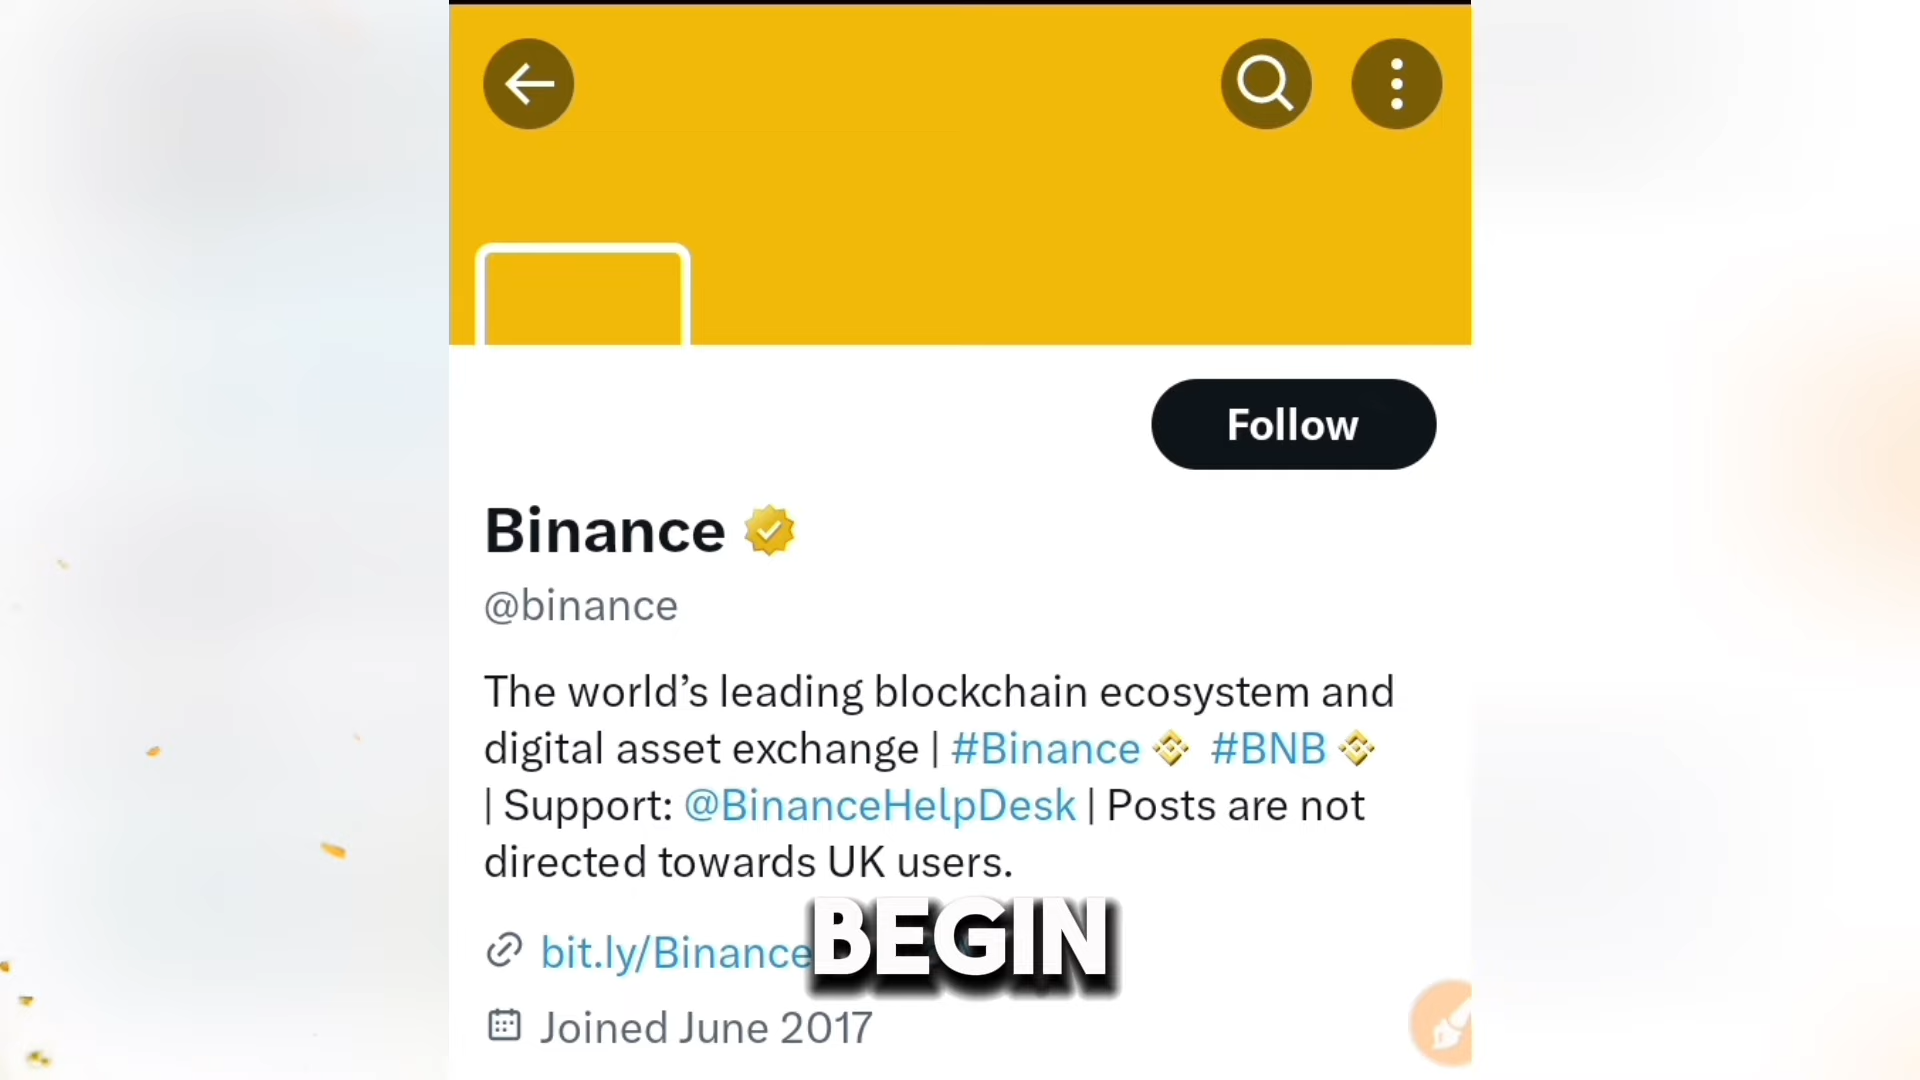 Follow
Binance
@binance
The world’s leading blockchain ecosystem and
digital asset exchange | #Binance #BNB
| Support: @BinanceHelpDesk | Posts are not
directed towards UK users.
bit.ly/Binance
BEGIN
Joined June 2017